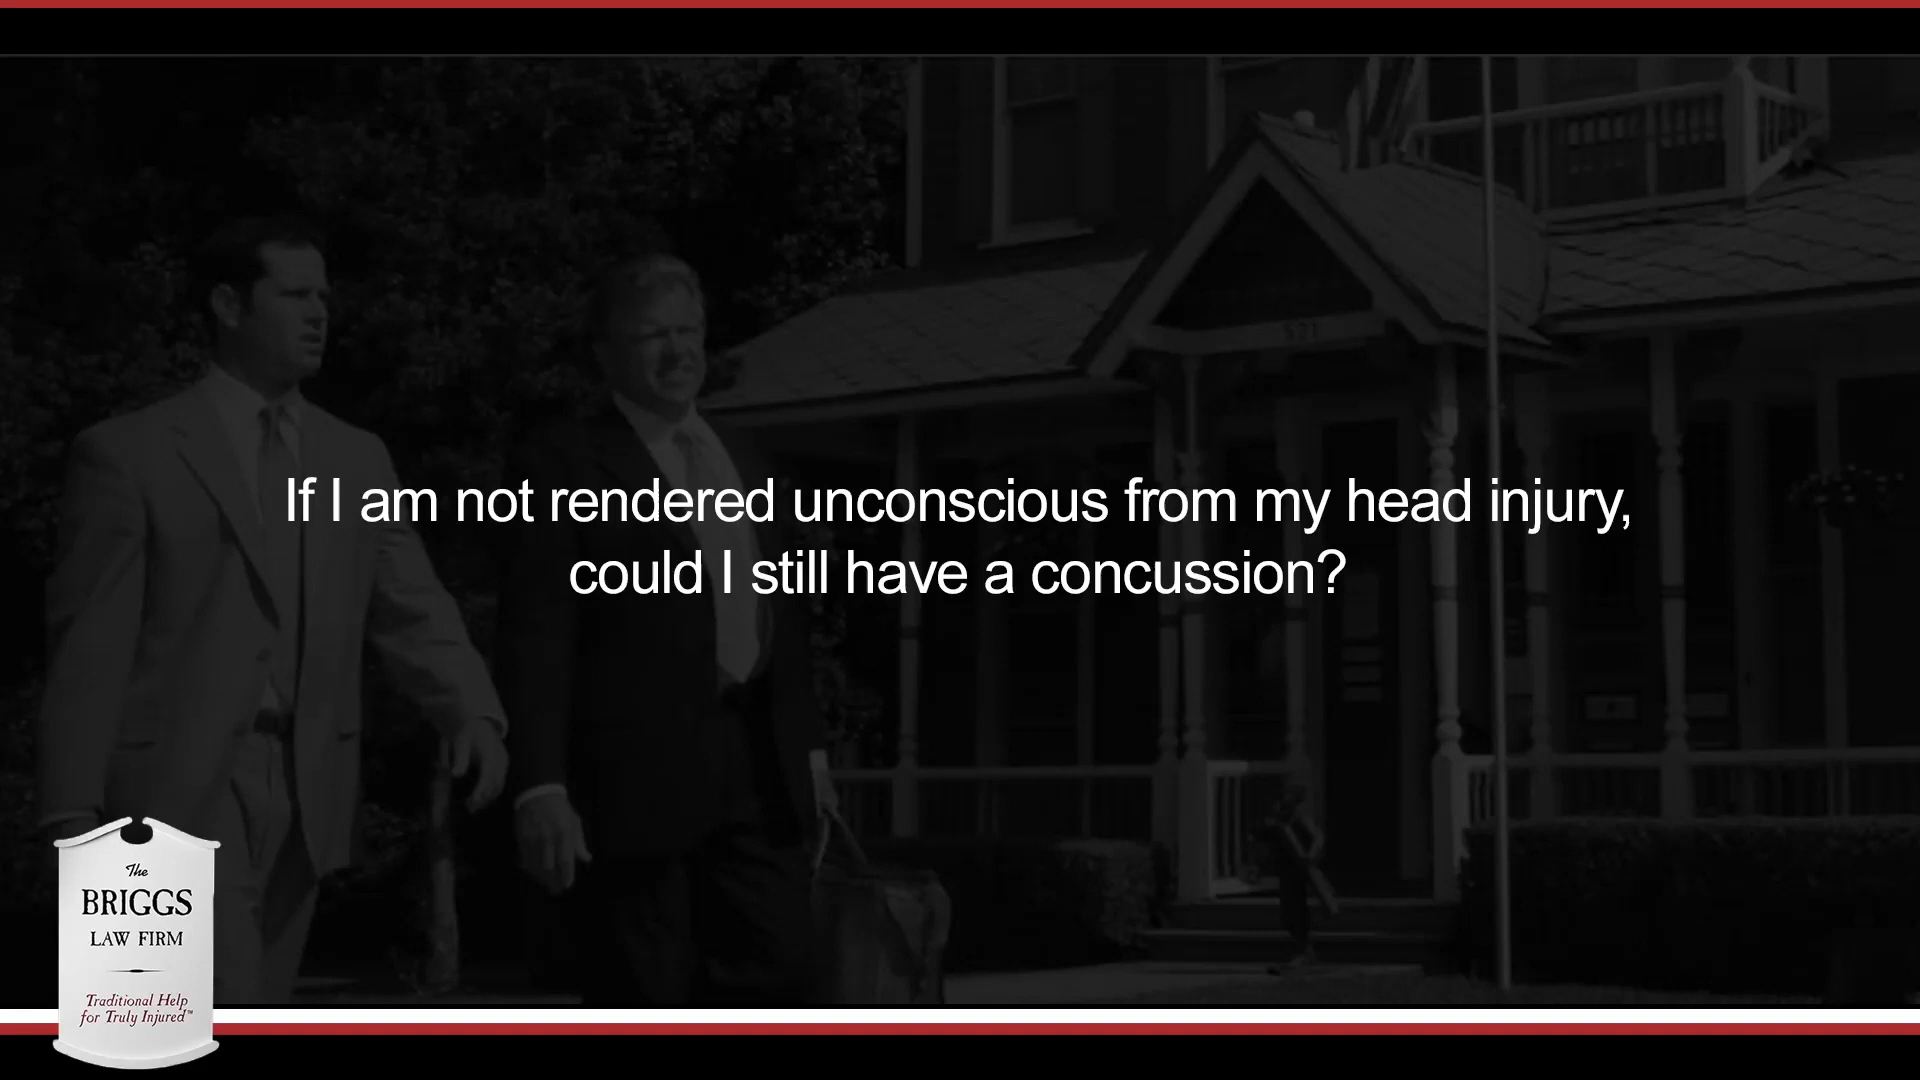 If I am not rendered unconscious from my head injury,
could I still have a concussion?
The
BRIGGS
LAW FIRM
Traditional Help
for Truly Injured™